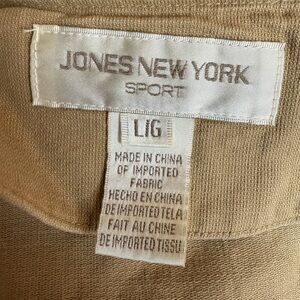 JONES NEW YORK
SPORT
L/G
MADE IN CHINA
OF IMPORTED
FABRIC
HECHO EN CHINA
DE IMPORTED TELA
FAIT AU CHINE
DE IMPORTED TISSU